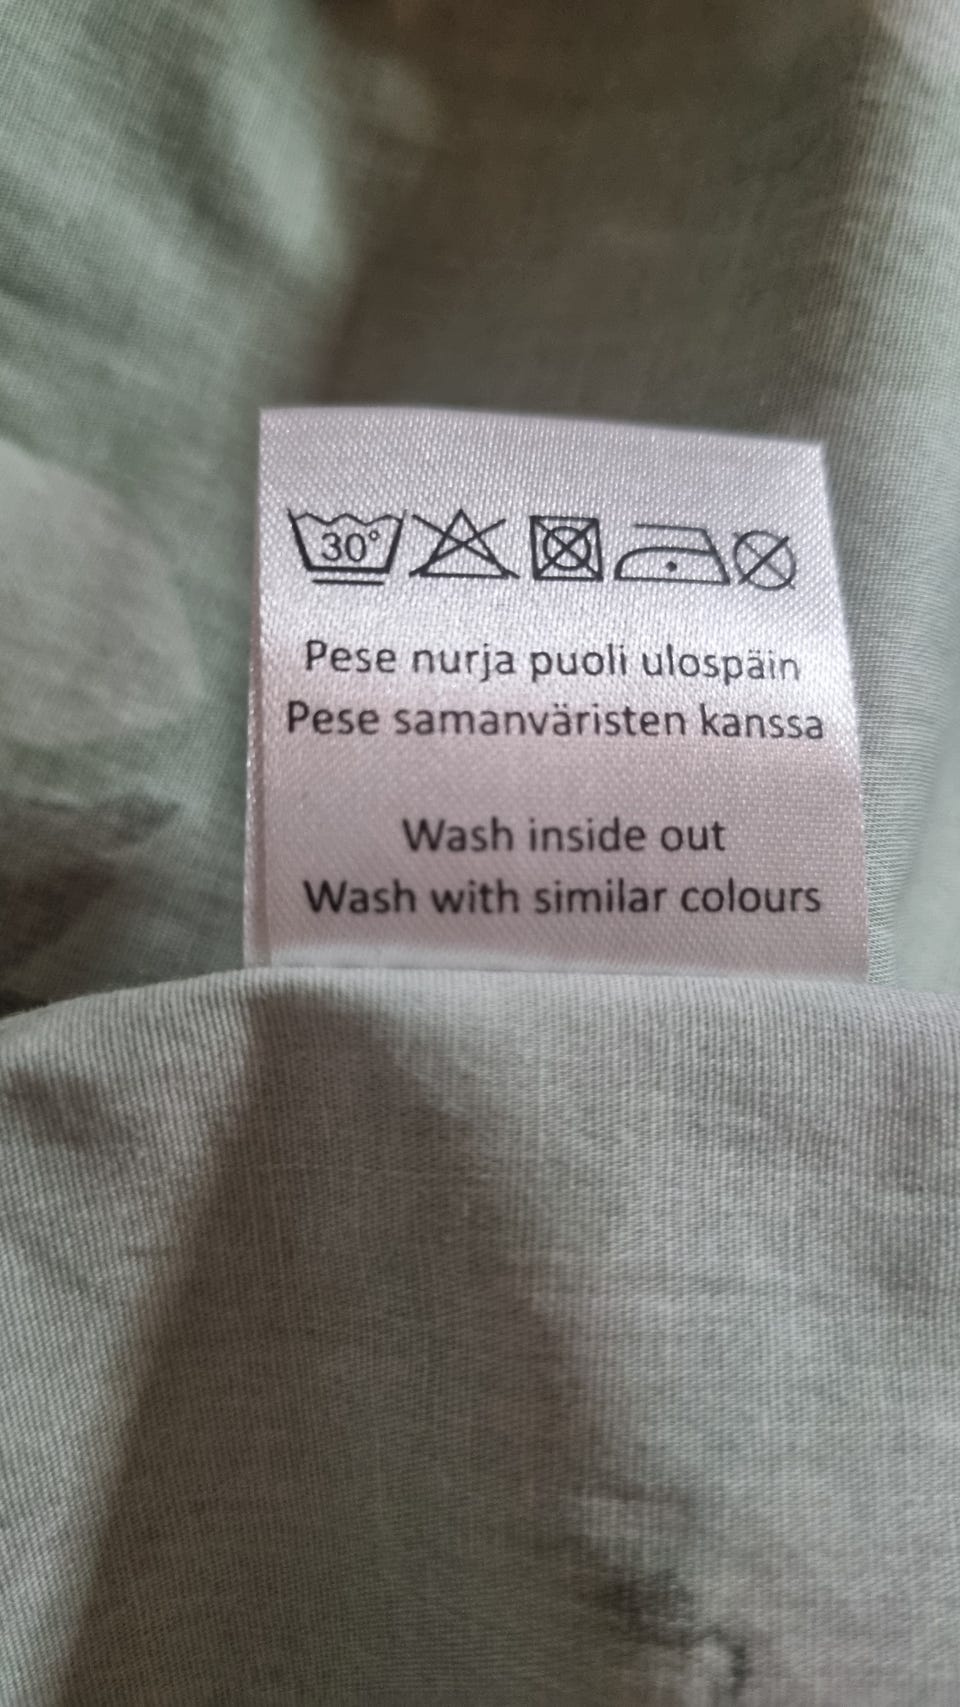 30°
Pese nurja puoli ulospäin
Pese samanväristen kanssa
Wash inside out
Wash with similar colours